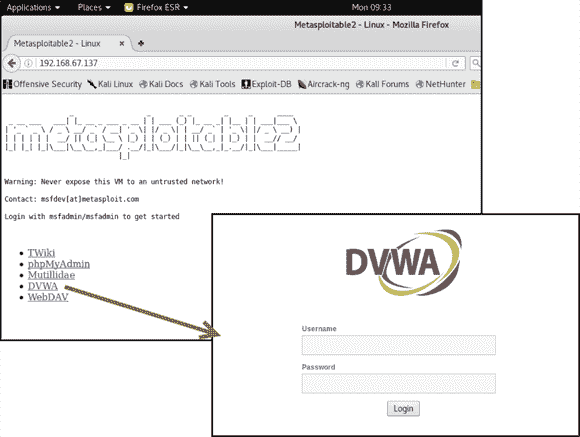 Applications Places Firefox ESR Mon 09:33
Metasploitable2 - Linux - Mozilla Firefox
Metasploitable2 - Linux
192.168.67.137
Search
Offensive Security Kali Linux Kali Docs Kali Tools Exploit-DB Aircrack-ng Kali Forums NetHunter
metasploitable2
Warning: Never expose this VM to an untrusted network!
Contact: msfdev[at]metasploit.com
Login with msfadmin/msfadmin to get started
TWiki
phpMyAdmin
Mutillidae
DVWA
WebDAV
DVWA
Username
Password
Login